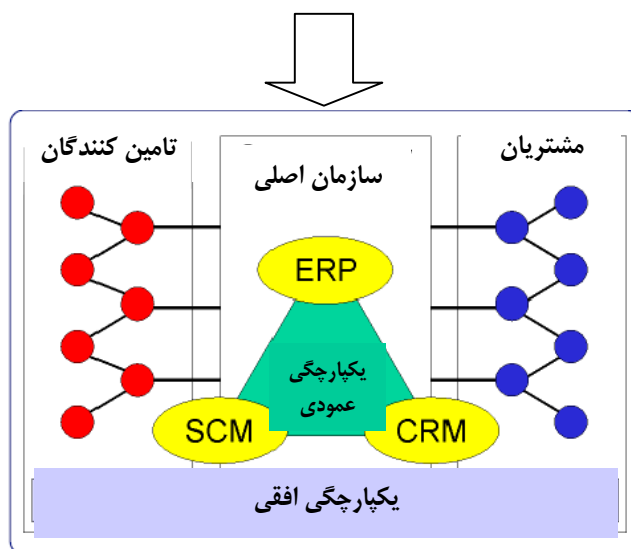 مشتریان
سازمان اصلی
تامین کنندگان
ERP
یکپارچگی
عمودی
SCM
CRM
یکپارچگی افقی